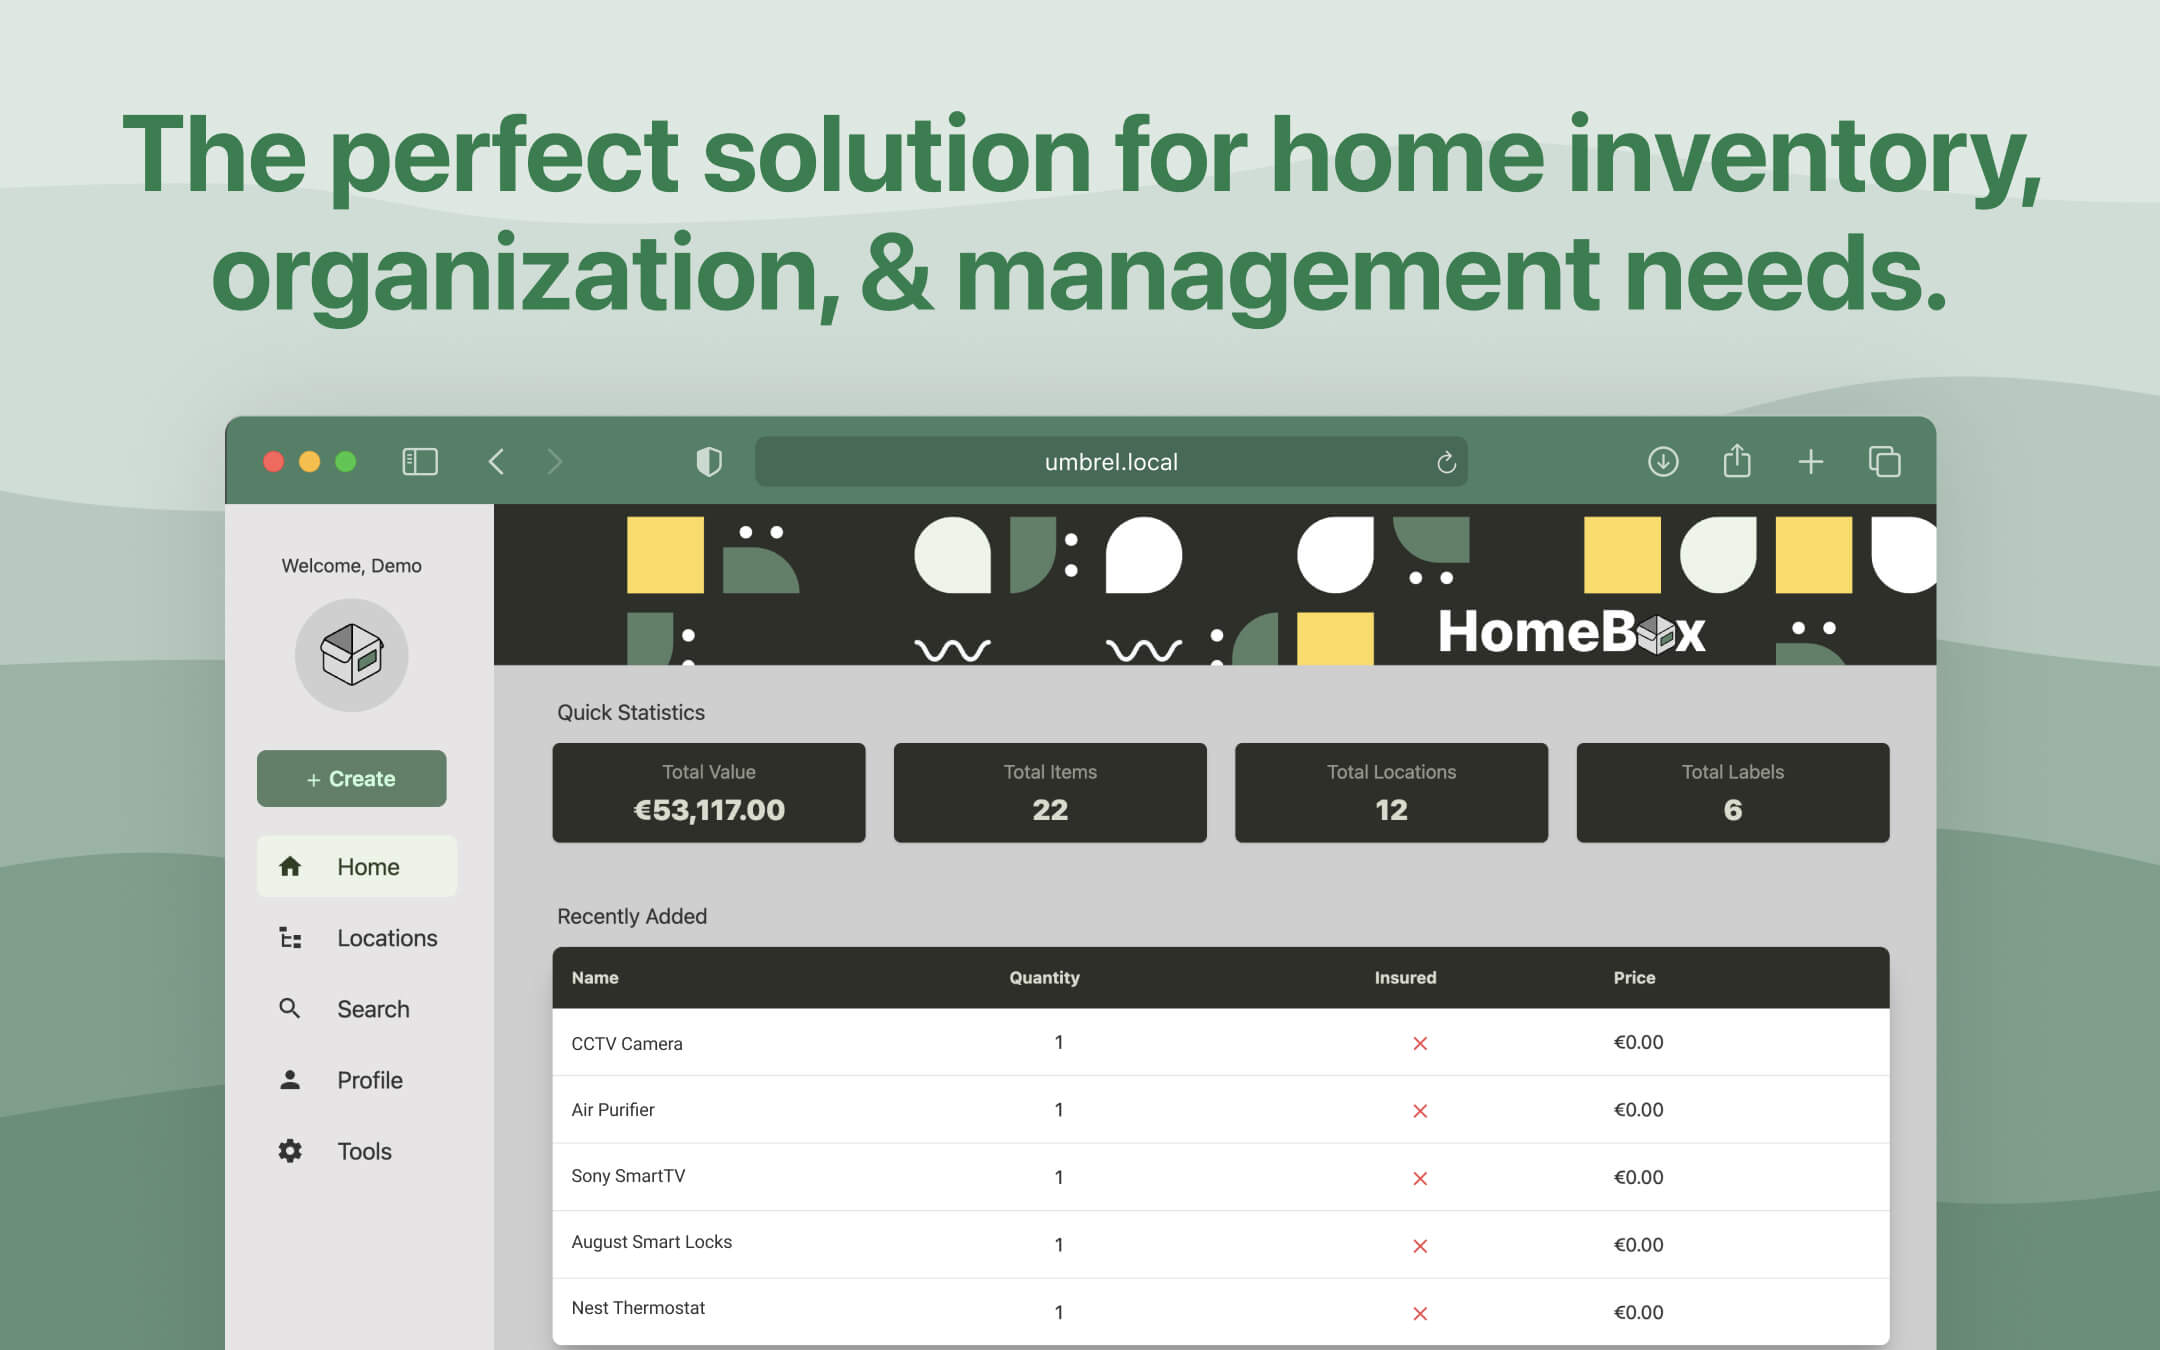 The perfect solution for home inventory,
organization, & management needs.
umbrel.local
Welcome, Demo
+ Create
Home
Locations
Search
Profile
Tools
HomeBox
Quick Statistics
Total Value
€53,117.00
Total Items
22
Total Locations
12
Total Labels
6
Recently Added
Name Quantity Insured Price
CCTV Camera 1 €0.00
Air Purifier 1 €0.00
Sony SmartTV 1 €0.00
August Smart Locks 1 €0.00
Nest Thermostat 1 €0.00